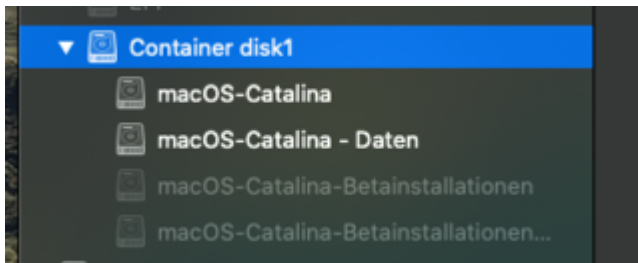 Container disk1
macOS-Catalina
macOS-Catalina - Daten
macOS-Catalina-Betainstallationen
macOS-Catalina-Betainstallationen...